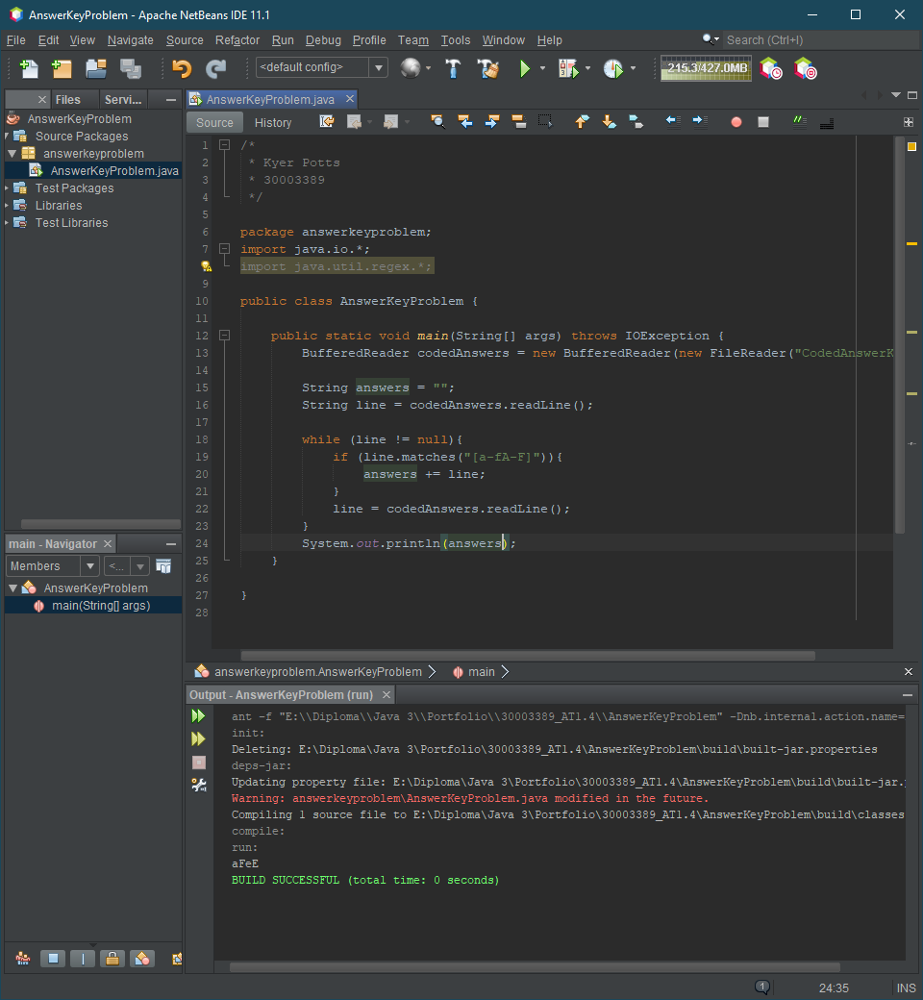 AnswerKeyProblem - Apache NetBeans IDE 11.1
File Edit View Navigate Source Refactor Run Debug Profile Team Tools Window Help
Search (Ctrl+I)
<default config>
215.3/427.0MB
Files Servi...
AnswerKeyProblem
Source Packages
answerkeyproblem
AnswerKeyProblem.java
Test Packages
Libraries
Test Libraries
AnswerKeyProblem.java
Source History
1 /*
2 * Kyer Potts
3 * 30003389
4 */
5
6 package answerkeyproblem;
7 import java.io.*;
import java.util.regex.*;
9
10 public class AnswerKeyProblem {
11
12 public static void main(String[] args) throws IOException {
13 BufferedReader codedAnswers = new BufferedReader(new FileReader("CodedAnswerK
14
15 String answers = "";
16 String line = codedAnswers.readLine();
17
18 while (line != null){
19 if (line.matches("[a-fA-F]")){
20 answers += line;
21 }
22 line = codedAnswers.readLine();
23 }
24 System.out.println(answers);
25 }
26
27 }
28
main - Navigator
Members <...
AnswerKeyProblem
main(String[] args)
answerkeyproblem.AnswerKeyProblem main
Output - AnswerKeyProblem (run)
ant -f "E:\\Diploma\\Java 3\\Portfolio\\30003389_AT1.4\\AnswerKeyProblem" -Dnb.internal.action.name=
init:
Deleting: E:\Diploma\Java 3\Portfolio\30003389_AT1.4\AnswerKeyProblem\build\built-jar.properties
deps-jar:
Updating property file: E:\Diploma\Java 3\Portfolio\30003389_AT1.4\AnswerKeyProblem\build\built-jar.
Warning: answerkeyproblem\AnswerKeyProblem.java modified in the future.
Compiling 1 source file to E:\Diploma\Java 3\Portfolio\30003389_AT1.4\AnswerKeyProblem\build\classes
compile:
run:
aFeE
BUILD SUCCESSFUL (total time: 0 seconds)
1
24:35 INS